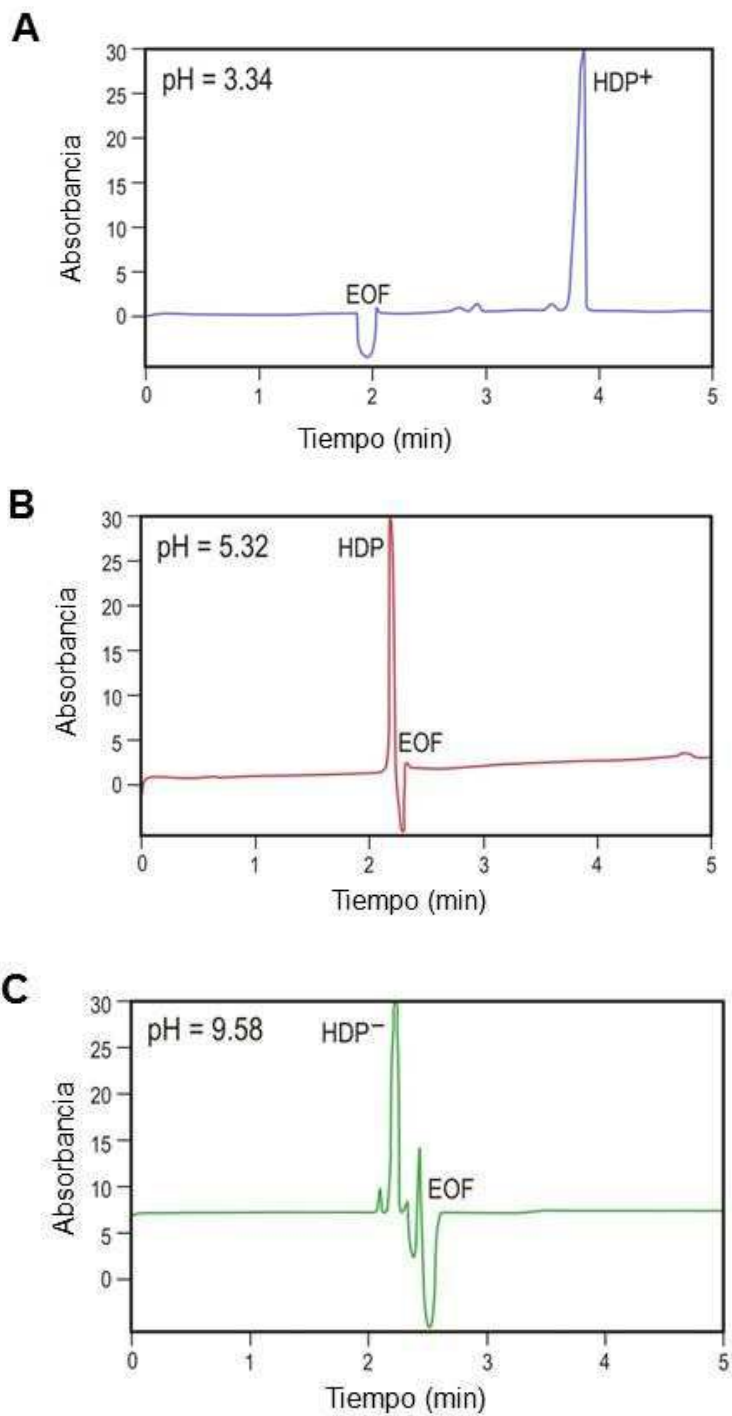 A
pH = 3.34
HDP+
EOF
Absorbancia
30
25
20
15
10
5
0
0 1 2 3 4 5
Tiempo (min)
B
pH = 5.32
HDP
EOF
Absorbancia
30
25
20
15
10
5
0
0 1 2 3 4 5
Tiempo (min)
C
pH = 9.58
HDP−
EOF
Absorbancia
30
25
20
15
10
5
0
0 1 2 3 4 5
Tiempo (min)